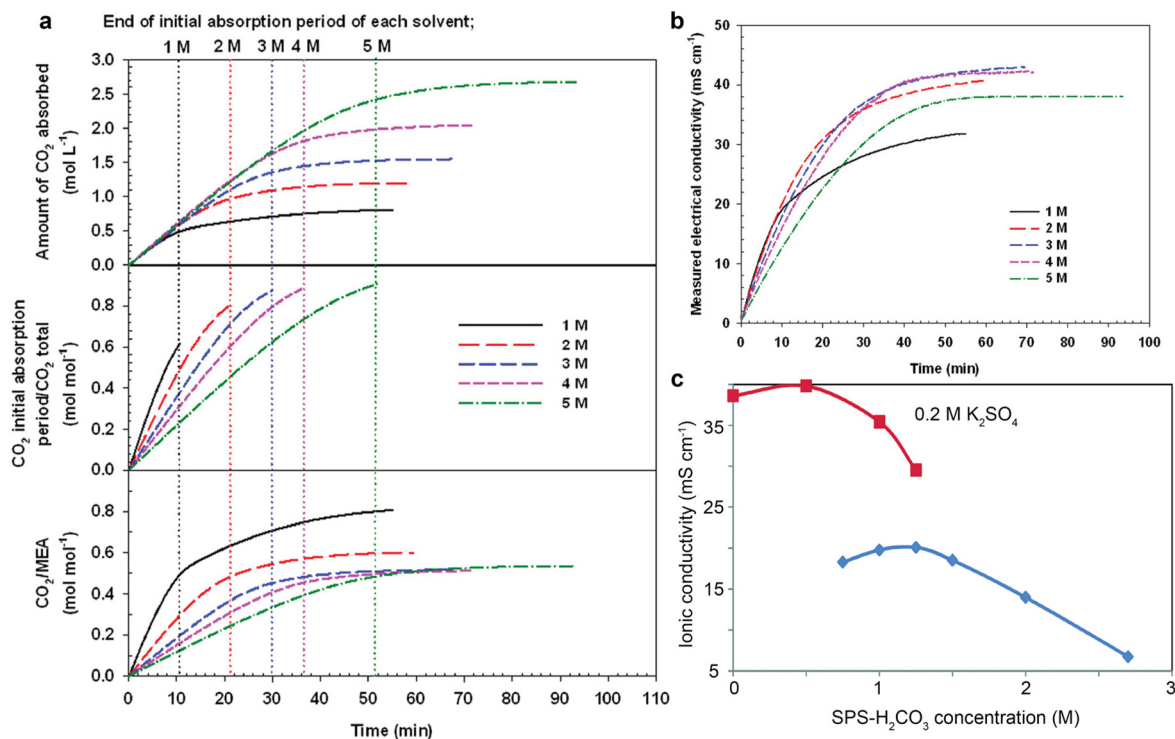 a
End of initial absorption period of each solvent;
1 M 2 M 3 M 4 M 5 M
Amount of CO₂ absorbed
(mol L⁻¹)
3.0
2.5
2.0
1.5
1.0
0.5
0.0
CO₂ initial absorption
period/CO₂ total
(mol mol⁻¹)
0.8
0.6
0.4
0.2
0.0
1 M
2 M
3 M
4 M
5 M
CO₂/MEA
(mol mol⁻¹)
0.8
0.6
0.4
0.2
0.0
0 10 20 30 40 50 60 70 80 90 100 110
Time (min)
b
Measured electrical conductivity (mS cm⁻¹)
50
40
30
20
10
0
1 M
2 M
3 M
4 M
5 M
0 10 20 30 40 50 60 70 80 90 100
Time (min)
c
0.2 M K₂SO₄
Ionic conductivity (mS cm⁻¹)
35
25
15
5
0 1 2 3
SPS-H₂CO₃ concentration (M)